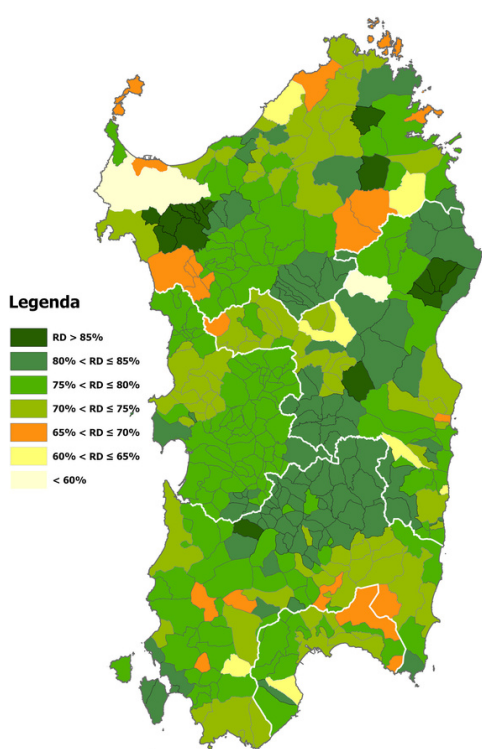 Legenda
RD > 85%
80% < RD ≤ 85%
75% < RD ≤ 80%
70% < RD ≤ 75%
65% < RD ≤ 70%
60% < RD ≤ 65%
< 60%